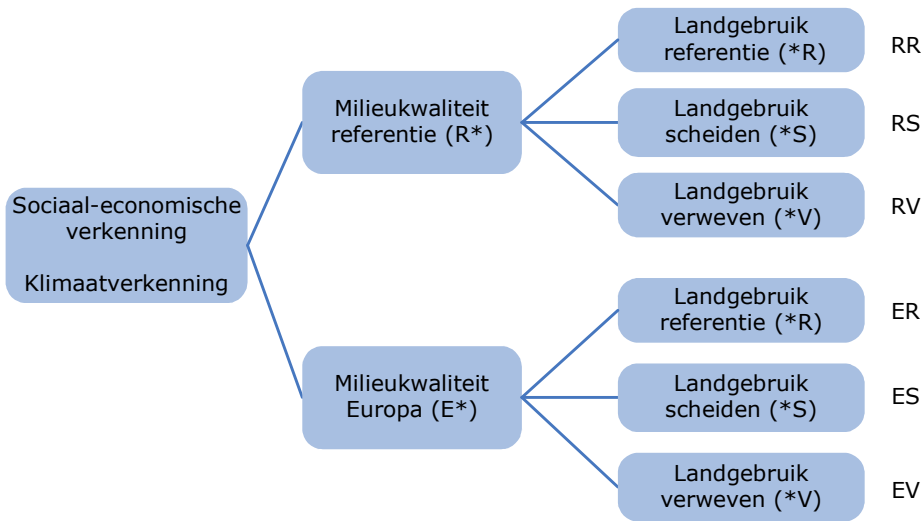 Sociaal-economische
verkenning
Klimaatverkenning
Milieukwaliteit
referentie (R*)
Landgebruik
referentie (*R)
RR
Landgebruik
scheiden (*S)
RS
Landgebruik
verweven (*V)
RV
Milieukwaliteit
Europa (E*)
Landgebruik
referentie (*R)
ER
Landgebruik
scheiden (*S)
ES
Landgebruik
verweven (*V)
EV